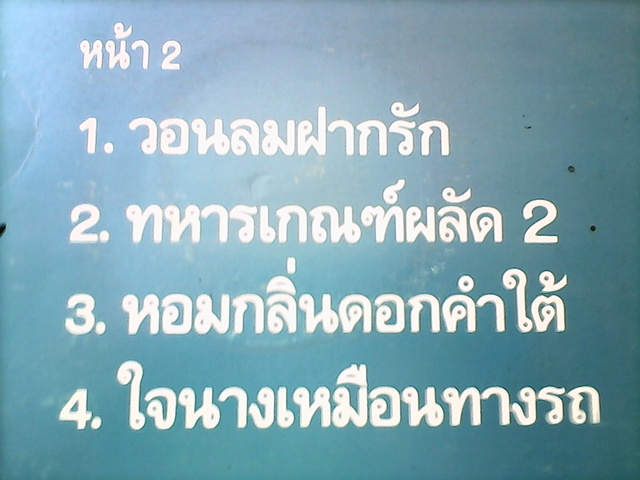 หน้า 2
1. วอนลมฝากรัก
2. ทหารเกณฑ์ผลัด 2
3. หอมกลิ่นดอกคำใต้
4. ใจนางเหมือนทางรถ